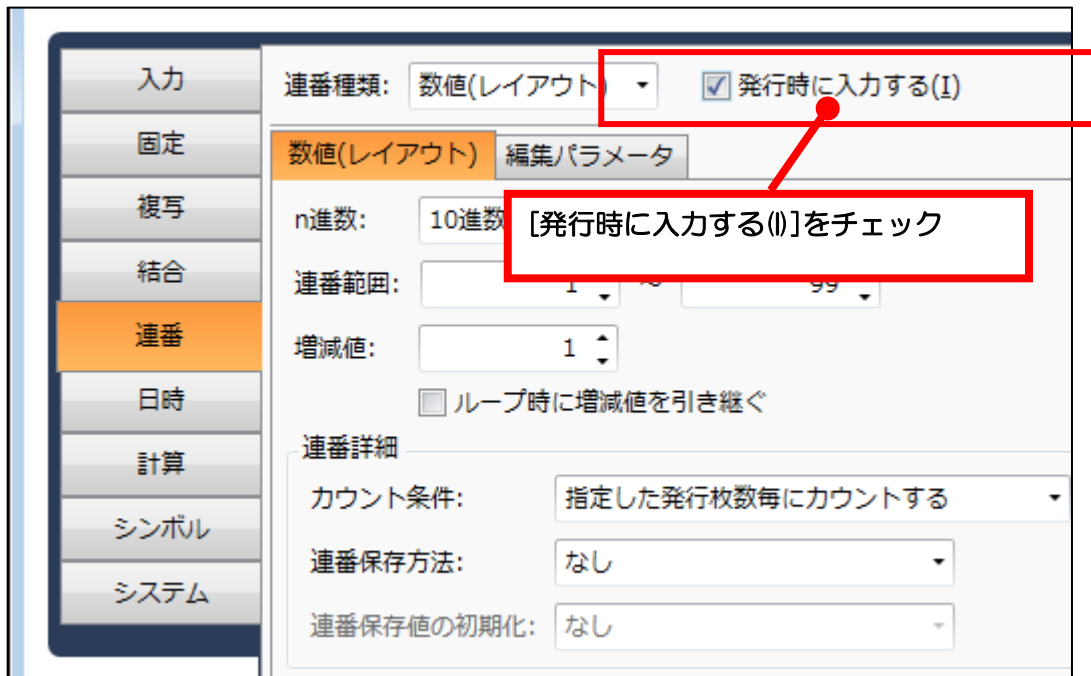 入力
固定
複写
結合
連番
日時
計算
シンボル
システム
連番種類: 数値(レイアウト) 発行時に入力する(I)
数値(レイアウト) 編集パラメータ
n進数: 10進数
[発行時に入力する(I)]をチェック
連番範囲: 1 ~ 99
増減値: 1
ループ時に増減値を引き継ぐ
連番詳細
カウント条件: 指定した発行枚数毎にカウントする
連番保存方法: なし
連番保存値の初期化: なし